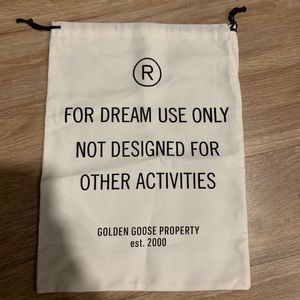 ®
FOR DREAM USE ONLY
NOT DESIGNED FOR
OTHER ACTIVITIES
GOLDEN GOOSE PROPERTY
est. 2000